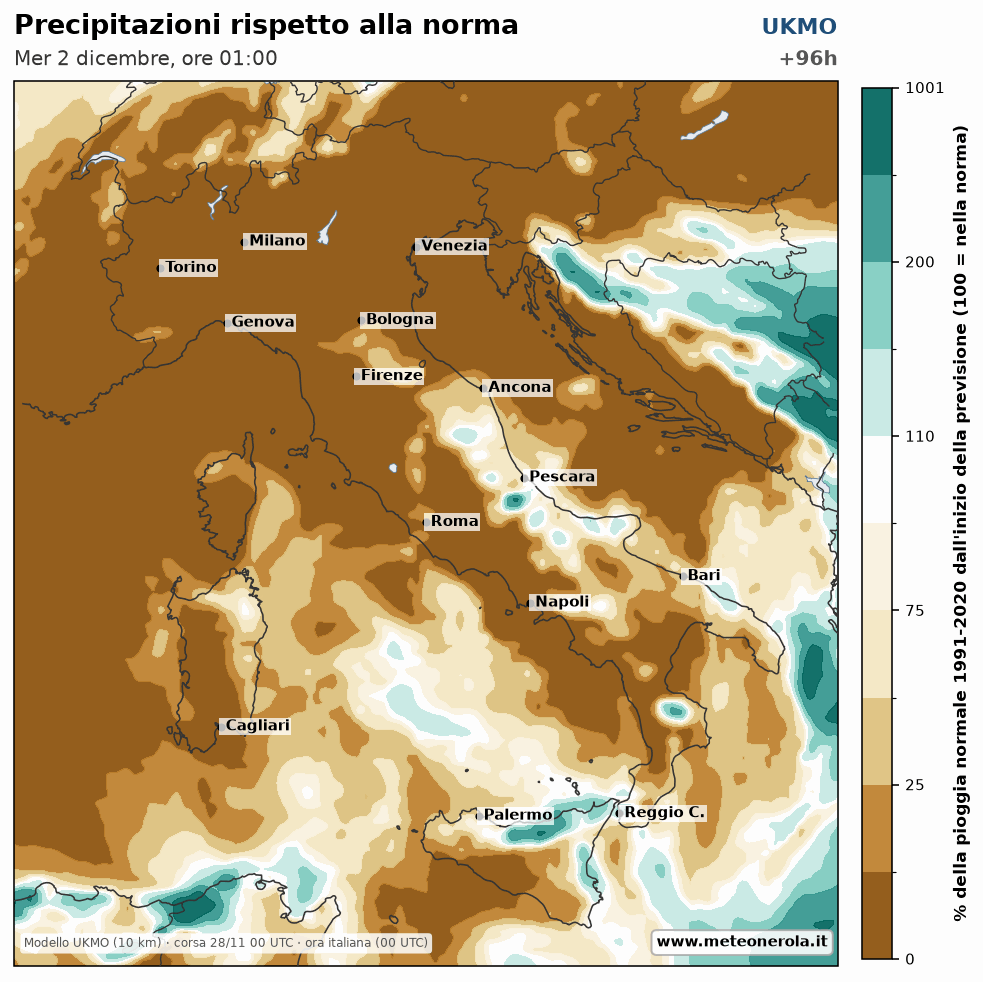 Precipitazioni rispetto alla norma
UKMO
Mer 2 dicembre, ore 01:00
+96h
1001
200
110
75
25
0
% della pioggia normale 1991-2020 dall'inizio della previsione (100 = nella norma)
Milano
Venezia
Torino
Genova
Bologna
Firenze
Ancona
Pescara
Roma
Bari
Napoli
Cagliari
Palermo
Reggio C.
Modello UKMO (10 km) · corsa 28/11 00 UTC · ora italiana (00 UTC)
www.meteonerola.it